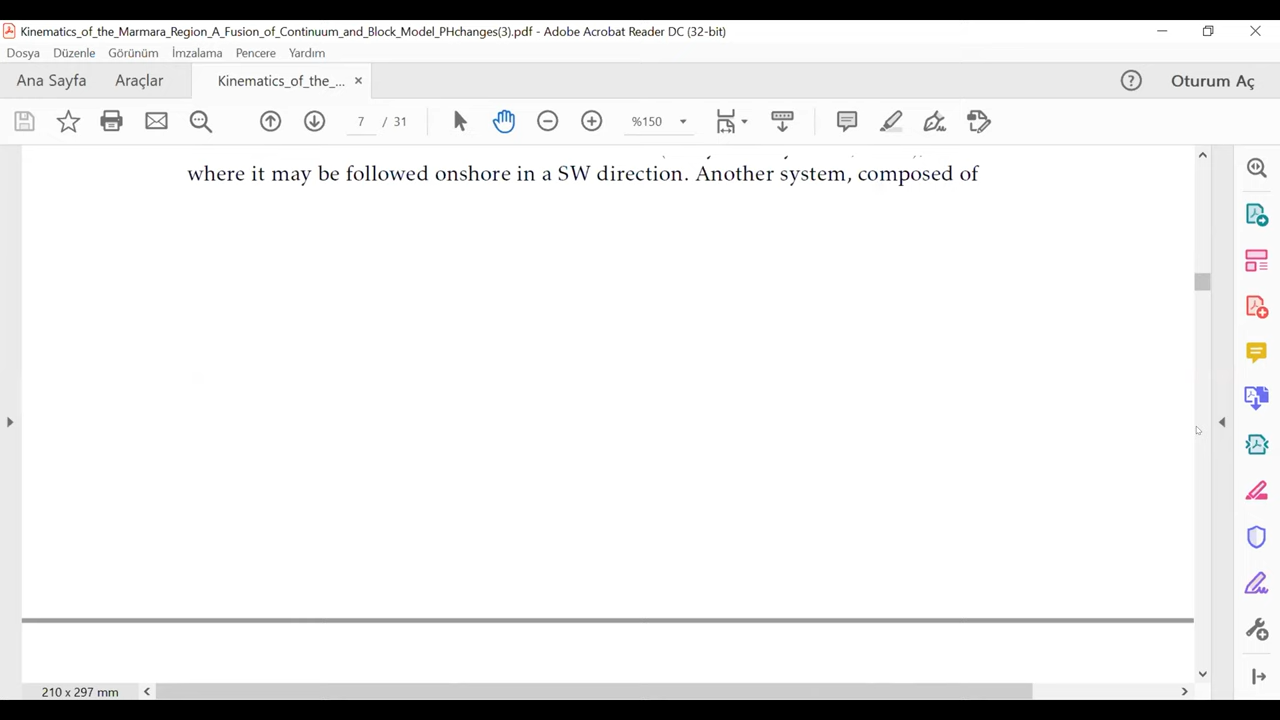 Kinematics_of_the_Marmara_Region_A_Fusion_of_Continuum_and_Block_Model_PHchanges(3).pdf - Adobe Acrobat Reader DC (32-bit)
Dosya Düzenle Görünüm İmzalama Pencere Yardım
Ana Sayfa Araçlar Kinematics_of_the_... × ? Oturum Aç
7 / 31 %150
where it may be followed onshore in a SW direction. Another system, composed of
210 x 297 mm